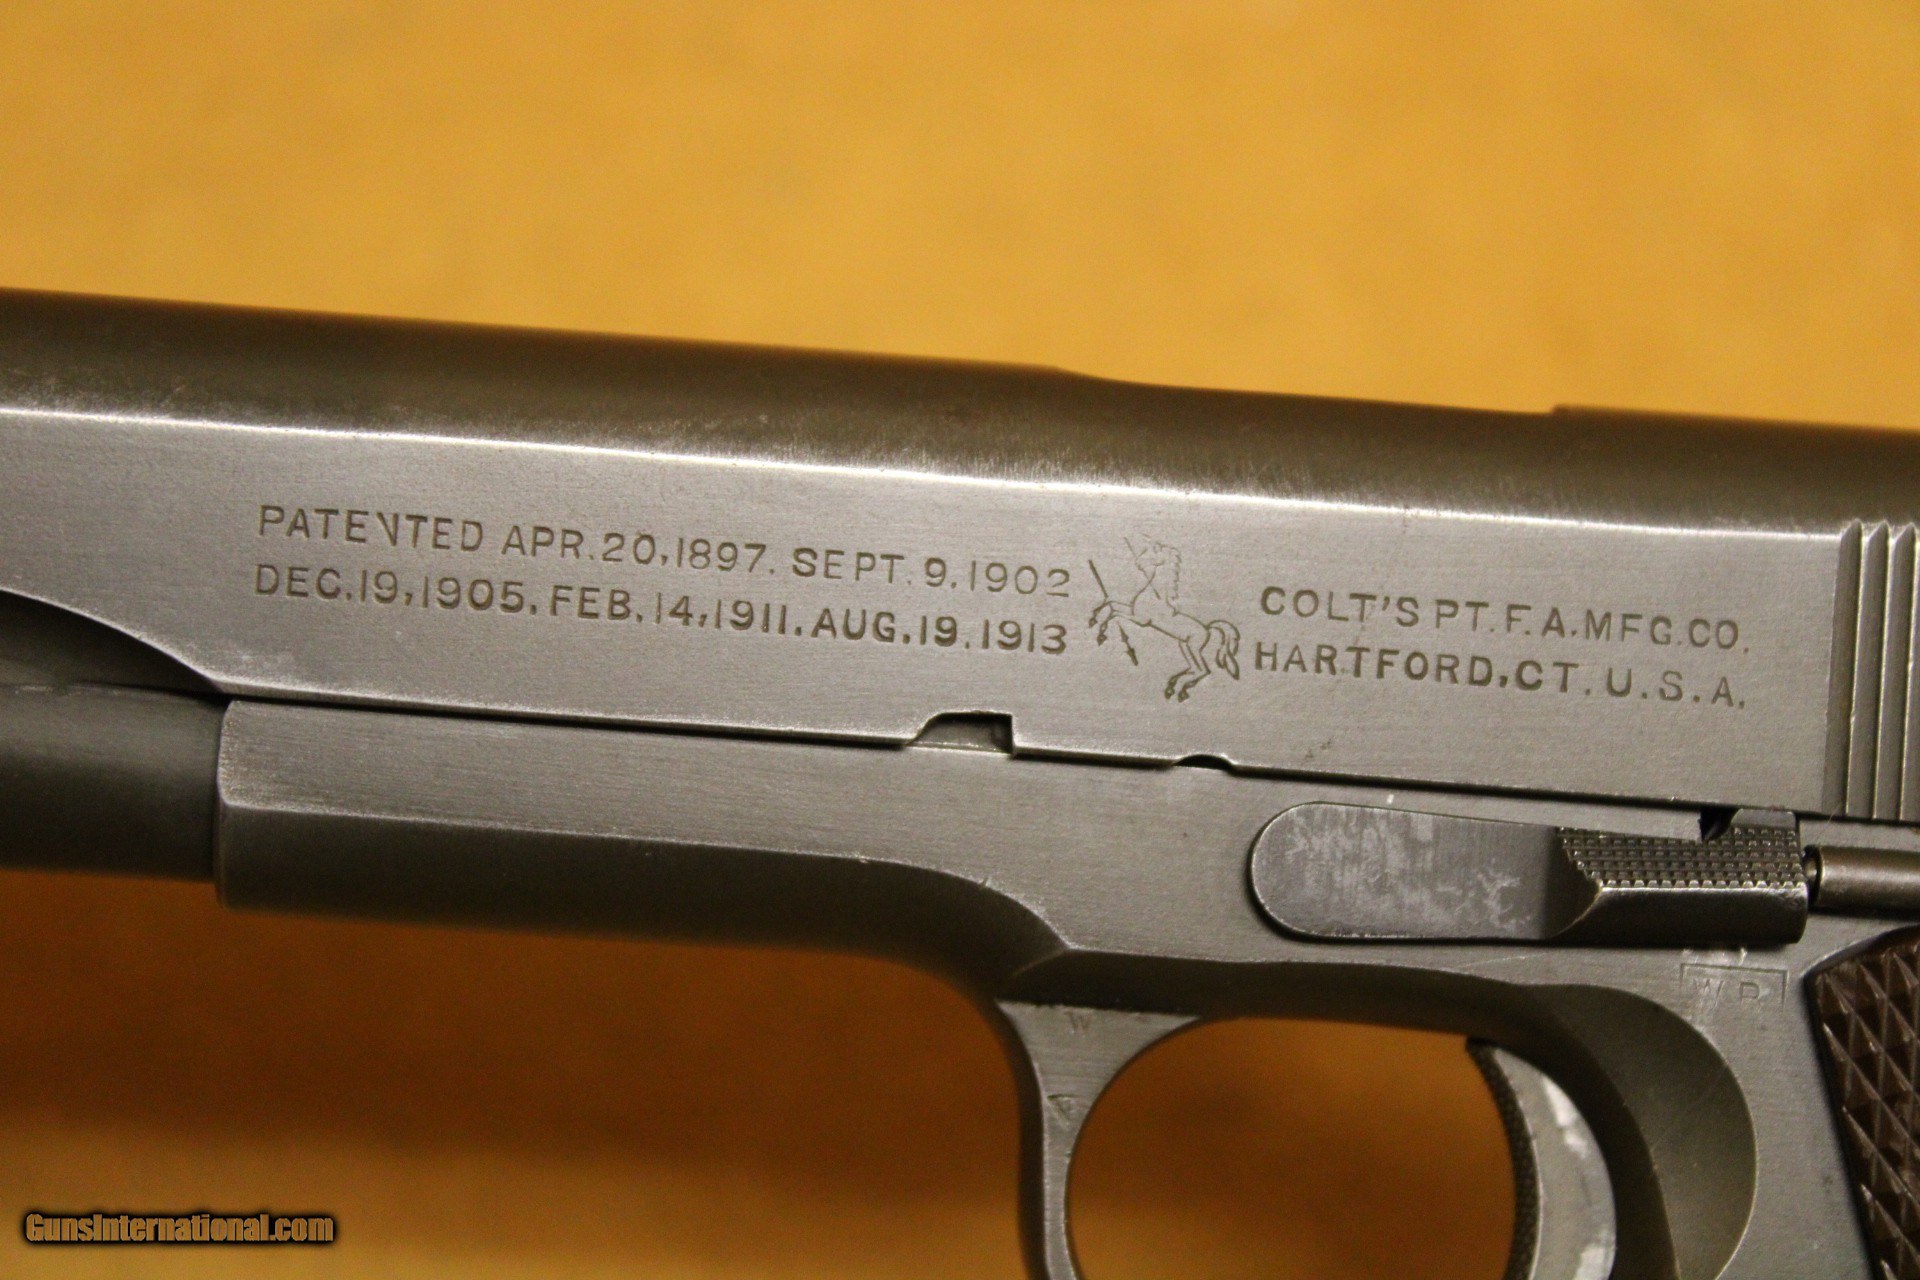 PATENTED APR.20,1897. SEPT.9.1902
DEC.19,1905. FEB.14,1911. AUG.19.1913
COLT'S PT.F.A.MFG.CO.
HARTFORD,CT.U.S.A.
W
V
GunsInternational.com